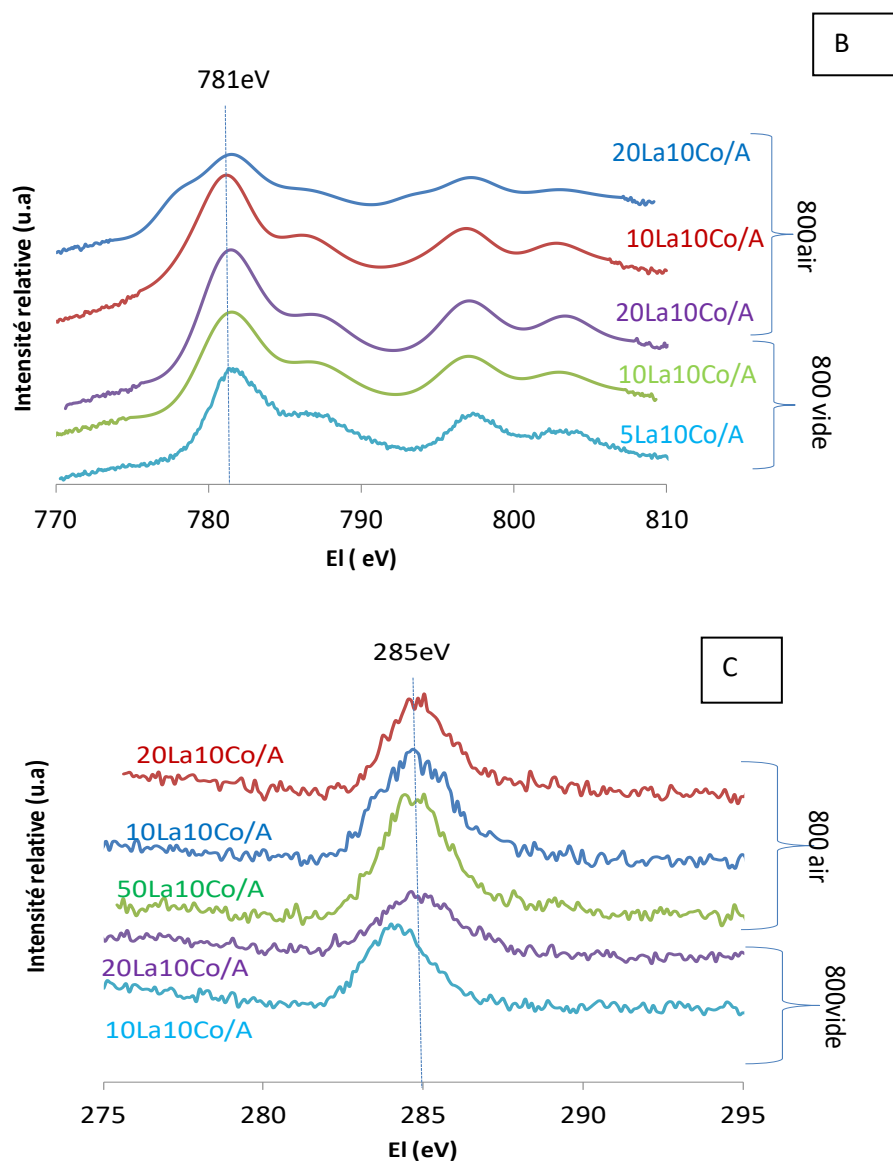 B
781eV
20La10Co/A
10La10Co/A
20La10Co/A
10La10Co/A
5La10Co/A
800air
800 vide
Intensité relative (u.a)
770 780 790 800 810
El ( eV)
C
285eV
20La10Co/A
10La10Co/A
50La10Co/A
20La10Co/A
10La10Co/A
800 air
800vide
Intensité relative (u.a)
275 280 285 290 295
El (eV)